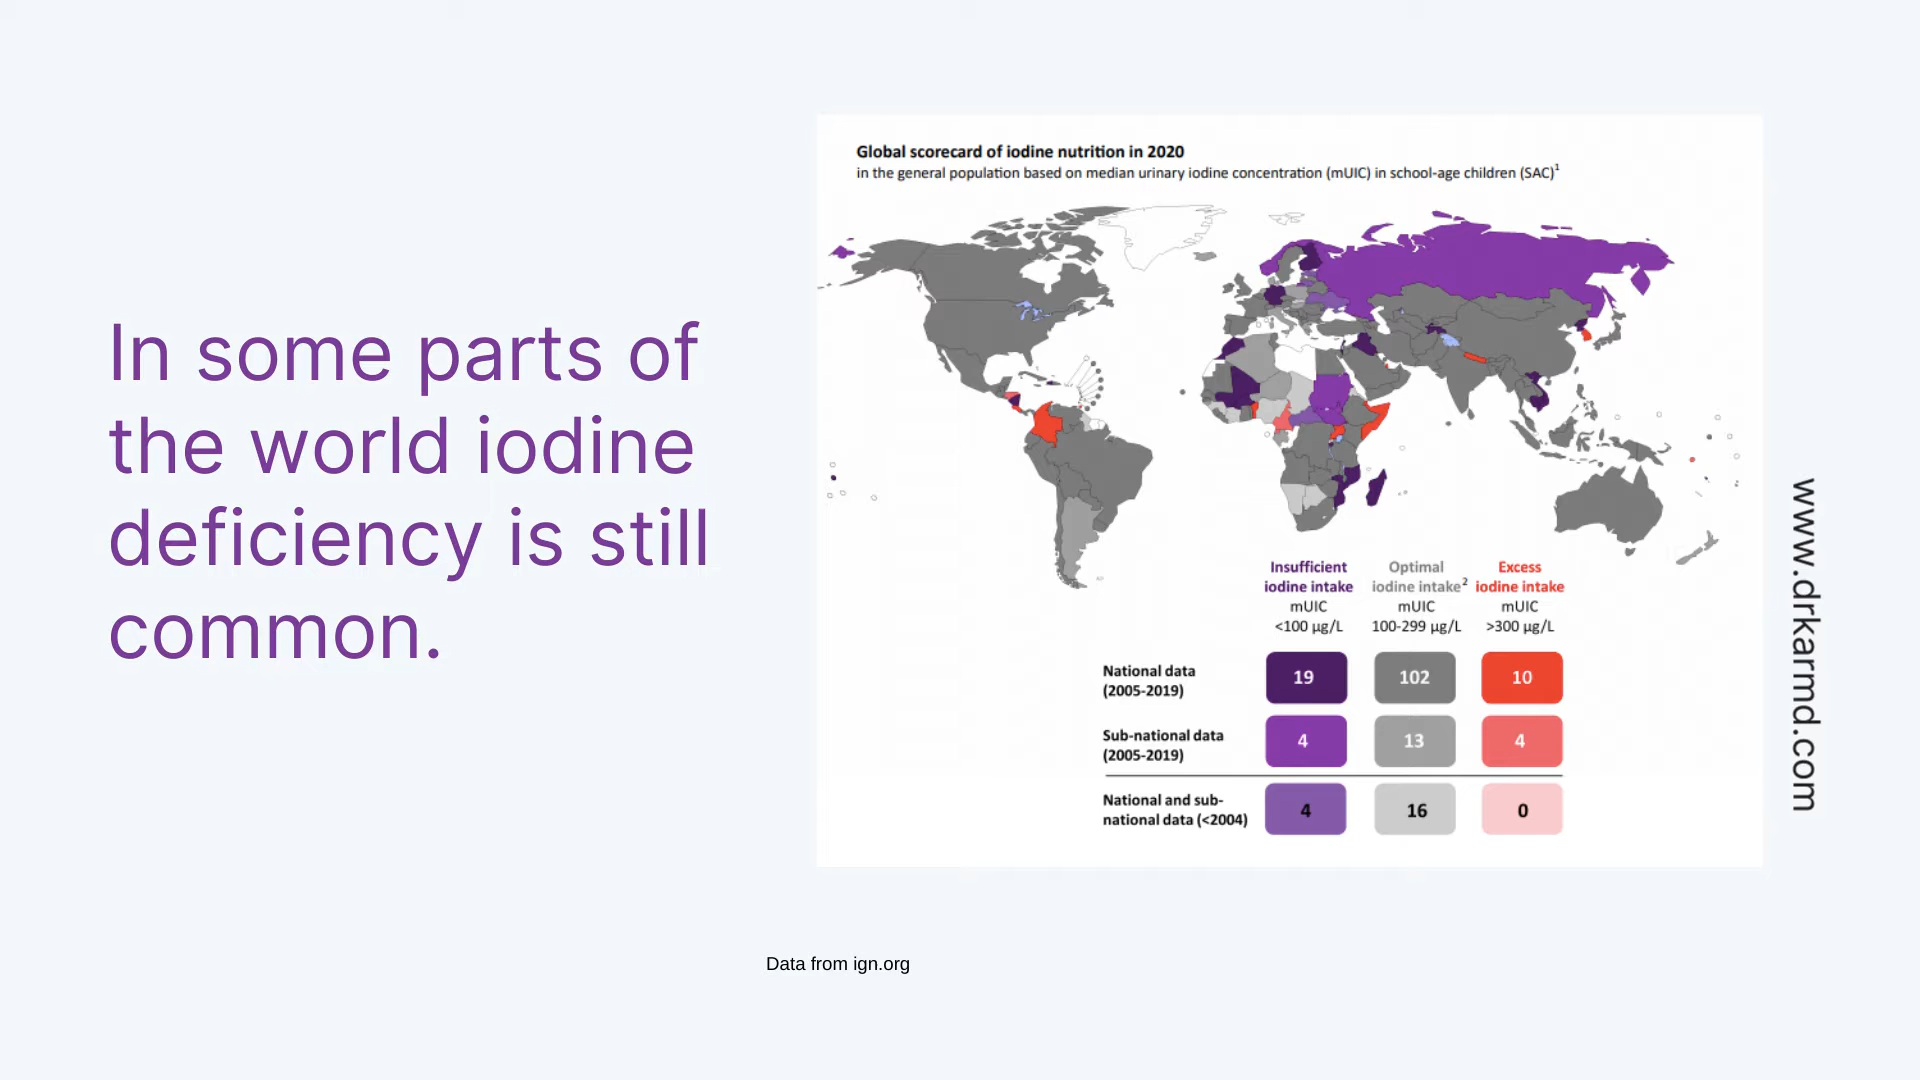 In some parts of
the world iodine
deficiency is still
common.
Global scorecard of iodine nutrition in 2020
in the general population based on median urinary iodine concentration (mUIC) in school-age children (SAC)1
Insufficient
iodine intake
mUIC
<100 µg/L
Optimal
iodine intake2
mUIC
100-299 µg/L
Excess
iodine intake
mUIC
>300 µg/L
National data
(2005-2019)
19
102
10
Sub-national data
(2005-2019)
4
13
4
National and sub-
national data (<2004)
4
16
0
www.drkarmd.com
Data from ign.org